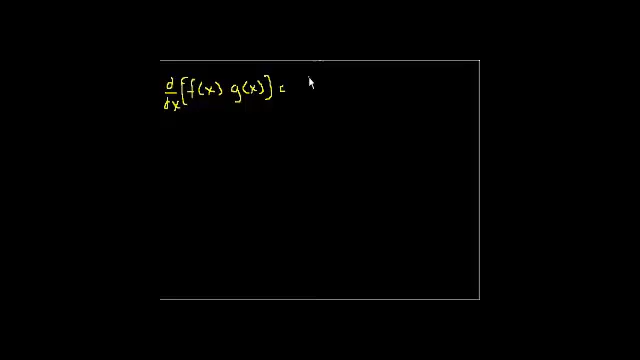 d/dx [f(x) g(x)] =